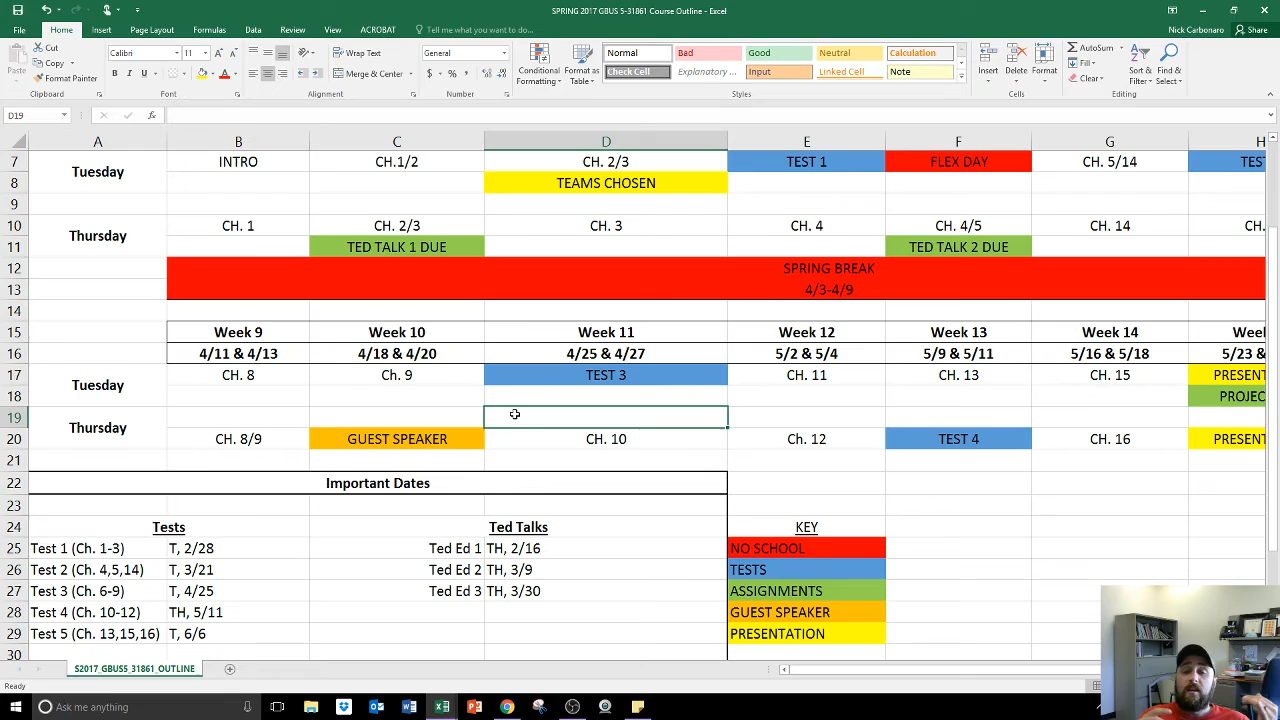 SPRING 2017 GBUS 5-31861 Course Outline - Excel
File Home Insert Page Layout Formulas Data Review View ACROBAT Tell me what you want to do... Nick Carbonaro Share
Cut
Copy
Format Painter
Paste
Clipboard
Calibri 11
B I U
Font
Wrap Text
Merge & Center
Alignment
General
$ % ,
Number
Conditional Formatting
Format as Table
Normal Bad Good Neutral Calculation
Check Cell Explanatory ... Input Linked Cell Note
Styles
Insert Delete Format
Cells
AutoSum
Fill
Clear
Sort & Filter
Find & Select
Editing
D19 fx
A B C D E F G H
7 Tuesday INTRO CH.1/2 CH. 2/3 TEST 1 FLEX DAY CH. 5/14 TES
8 TEAMS CHOSEN
9
10 Thursday CH. 1 CH. 2/3 CH. 3 CH. 4 CH. 4/5 CH. 14 CH.
11 TED TALK 1 DUE TED TALK 2 DUE
12 SPRING BREAK
13 4/3-4/9
14
15 Week 9 Week 10 Week 11 Week 12 Week 13 Week 14 Wee
16 4/11 & 4/13 4/18 & 4/20 4/25 & 4/27 5/2 & 5/4 5/9 & 5/11 5/16 & 5/18 5/23 &
17 Tuesday CH. 8 Ch. 9 TEST 3 CH. 11 CH. 13 CH. 15 PRESENT
18 PROJEC
19 Thursday
20 CH. 8/9 GUEST SPEAKER CH. 10 Ch. 12 TEST 4 CH. 16 PRESENT
21
22 Important Dates
23
24 Tests Ted Talks KEY
25 Test 1 (Ch. 1-3) T, 2/28 Ted Ed 1 TH, 2/16 NO SCHOOL
26 Test 2 (Ch. 4,5,14) T, 3/21 Ted Ed 2 TH, 3/9 TESTS
27 Test 3 (Ch. 6-9) T, 4/25 Ted Ed 3 TH, 3/30 ASSIGNMENTS
28 Test 4 (Ch. 10-12) TH, 5/11 GUEST SPEAKER
29 Test 5 (Ch. 13,15,16) T, 6/6 PRESENTATION
30
S2017_GBUS5_31861_OUTLINE
Ready
Ask me anything